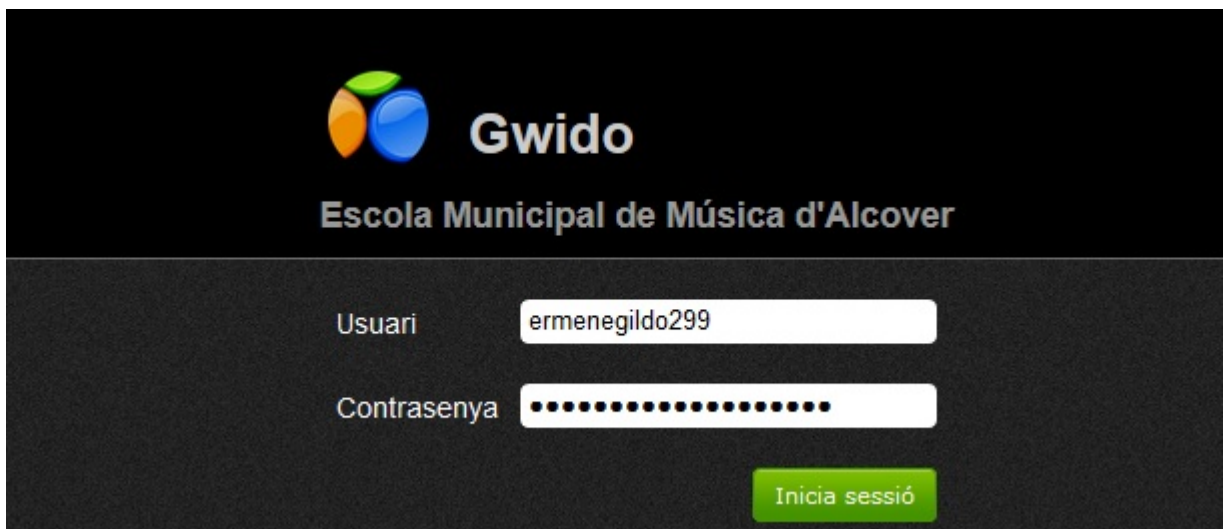 Gwido
Escola Municipal de Música d'Alcover
Usuari ermenegildo299
Contrasenya •••••••••••••••••••
Inicia sessió